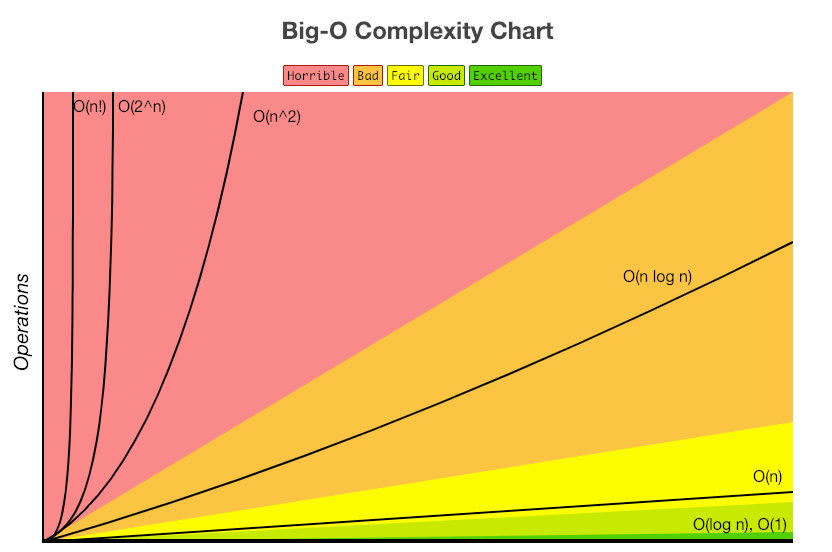 Big-O Complexity Chart
Horrible Bad Fair Good Excellent
O(n!) O(2^n)
O(n^2)
O(n log n)
Operations
O(n)
O(log n), O(1)